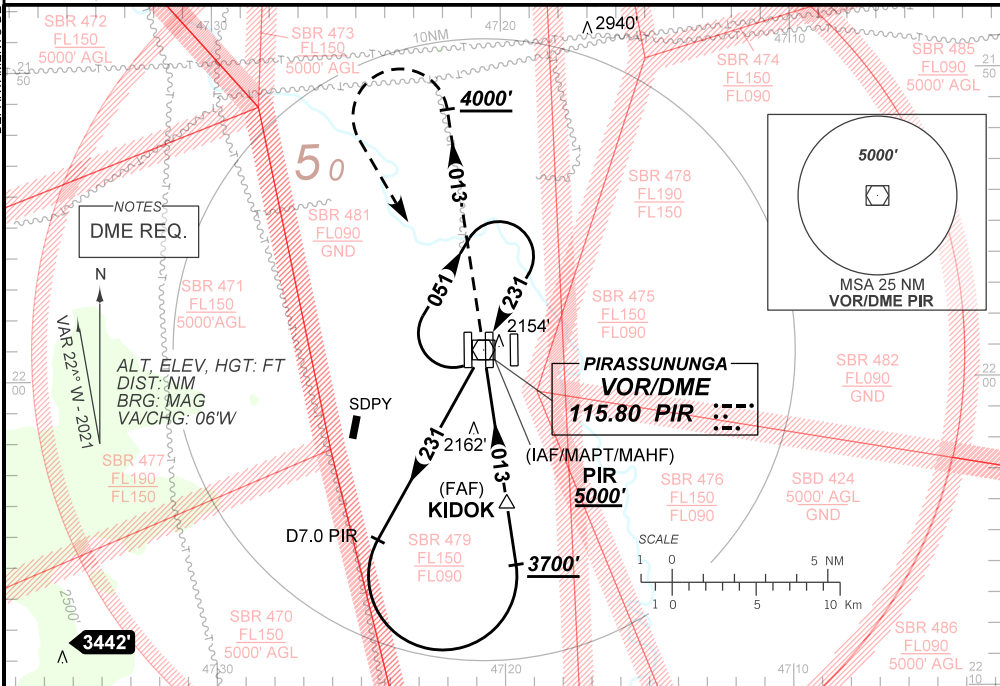 SBR 472
FL150
5000' AGL
47 30
SBR 473
FL150
5000' AGL
10NM
47 20
2940'
SBR 474
FL150
FL090
47 10
SBR 485
FL090
5000' AGL
21
50
21
50
4000'
5 0
013
SBR 478
FL190
FL150
5000'
MSA 25 NM
VOR/DME PIR
NOTES
DME REQ.
SBR 481
FL090
GND
N
VAR 22^^° W - 2021
SBR 471
FL150
5000'AGL
051
231
SBR 475
FL150
FL090
2154'
ALT, ELEV, HGT: FT
DIST: NM
BRG: MAG
VA/CHG: 06'W
22
00
22
00
PIRASSUNUNGA
VOR/DME
115.80 PIR
SBR 482
FL090
GND
SDPY
231
2162'
013
(IAF/MAPT/MAHF)
PIR
5000'
SBR 477
FL190
FL150
(FAF)
KIDOK
SBR 476
FL150
FL090
SBD 424
5000' AGL
GND
D7.0 PIR
SBR 479
FL150
FL090
3700'
SCALE
1 0 5 NM
1 0 5 10 Km
2500'
3442'
SBR 470
FL150
5000' AGL
SBR 486
FL090
5000' AGL
47 30
47 20
47 10
22
10